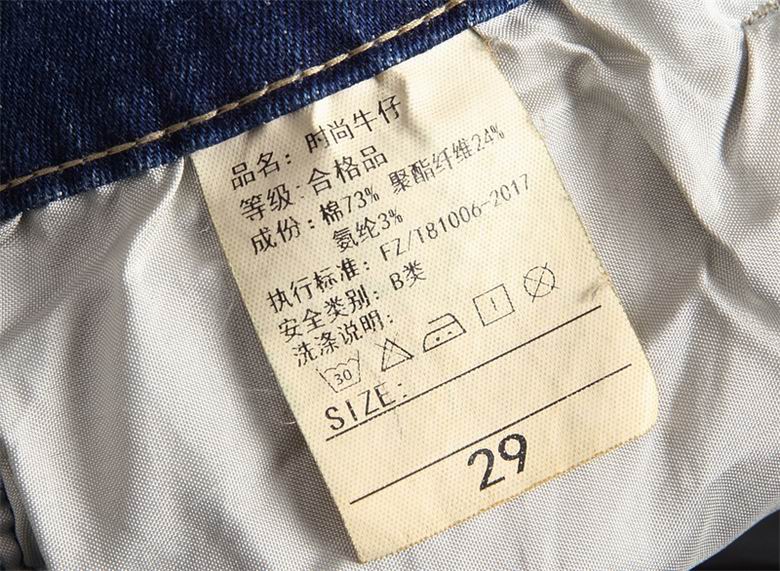 品名：时尚牛仔
等级：合格品
成份：棉73% 聚酯纤维24%
氨纶3%
执行标准：FZ/T81006-2017
安全类别：B类
洗涤说明：
30
SIZE:
29